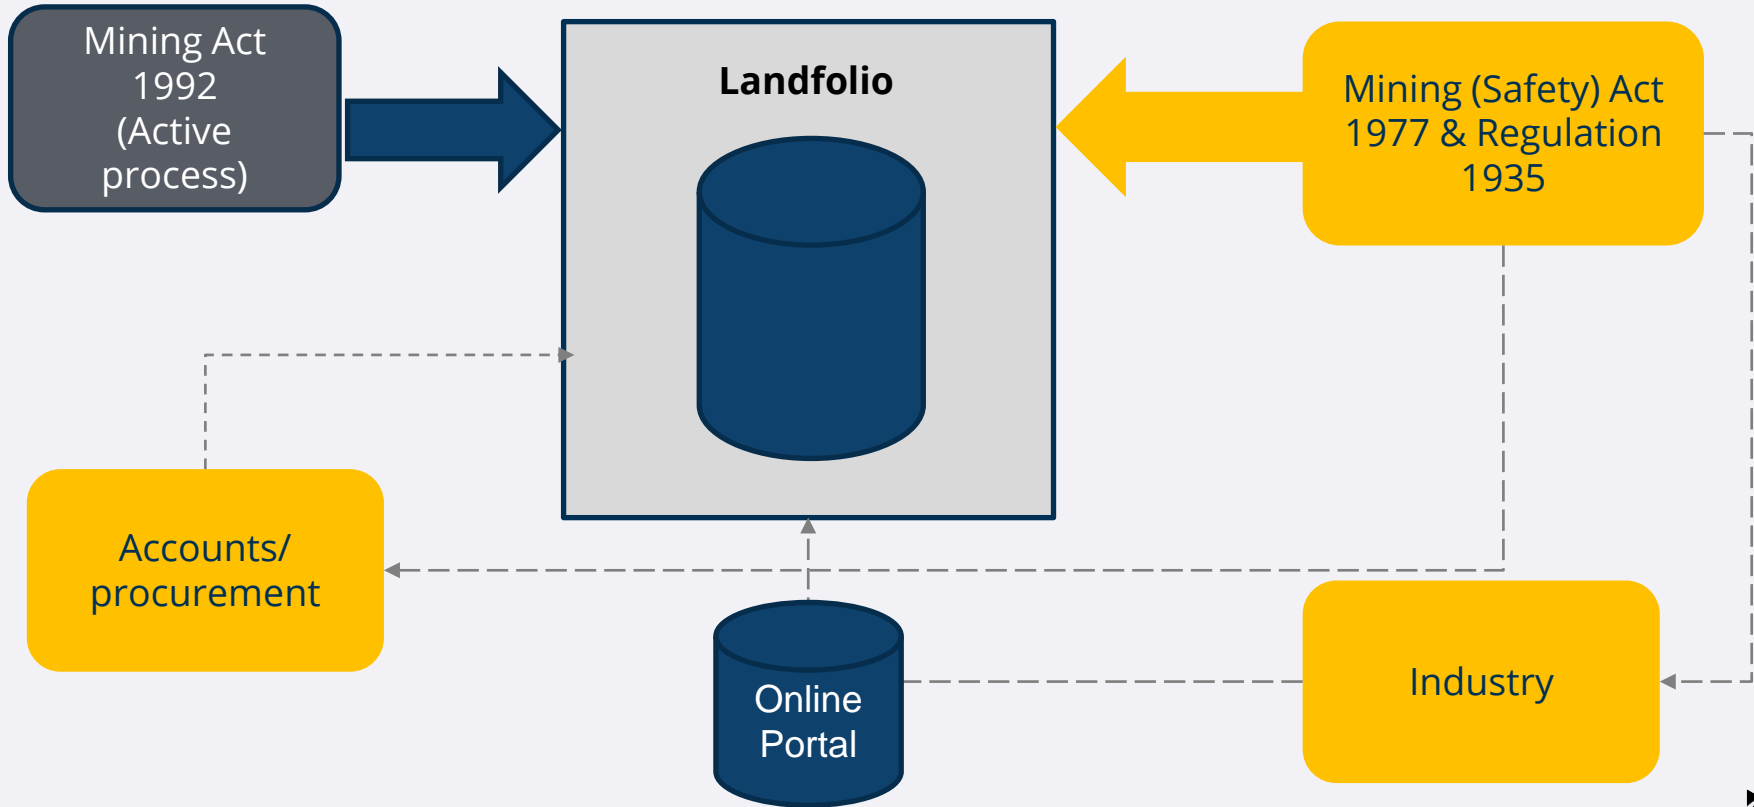 Mining Act
1992
(Active
process)
Landfolio
Mining (Safety) Act
1977 & Regulation
1935
Accounts/
procurement
Online
Portal
Industry